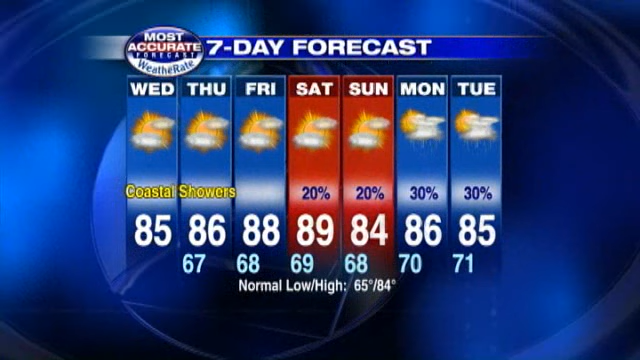 MOST
ACCURATE
FORECAST
WeatheRate
7-DAY FORECAST
WED THU FRI SAT SUN MON TUE
Coastal Showers 20% 20% 30% 30%
85 86 88 89 84 86 85
67 68 69 68 70 71
Normal Low/High: 65°/84°